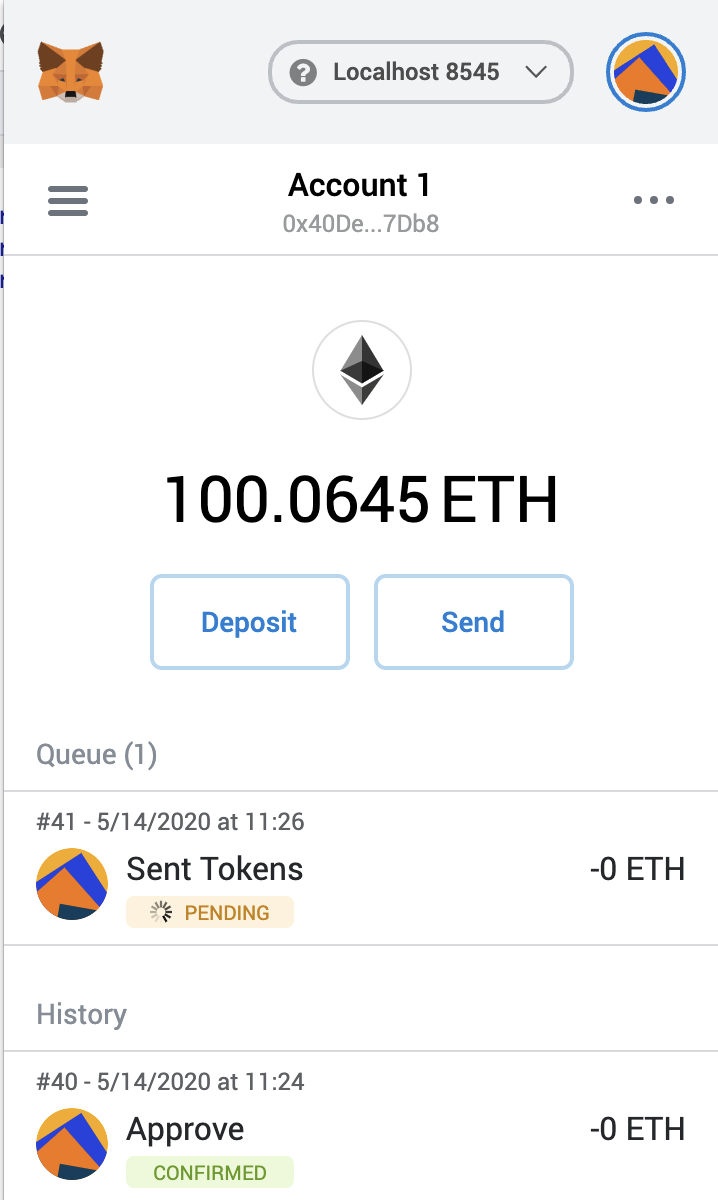 Localhost 8545
Account 1
0x40De...7Db8
100.0645 ETH
Deposit
Send
Queue (1)
#41 - 5/14/2020 at 11:26
Sent Tokens
-0 ETH
PENDING
History
#40 - 5/14/2020 at 11:24
Approve
-0 ETH
CONFIRMED